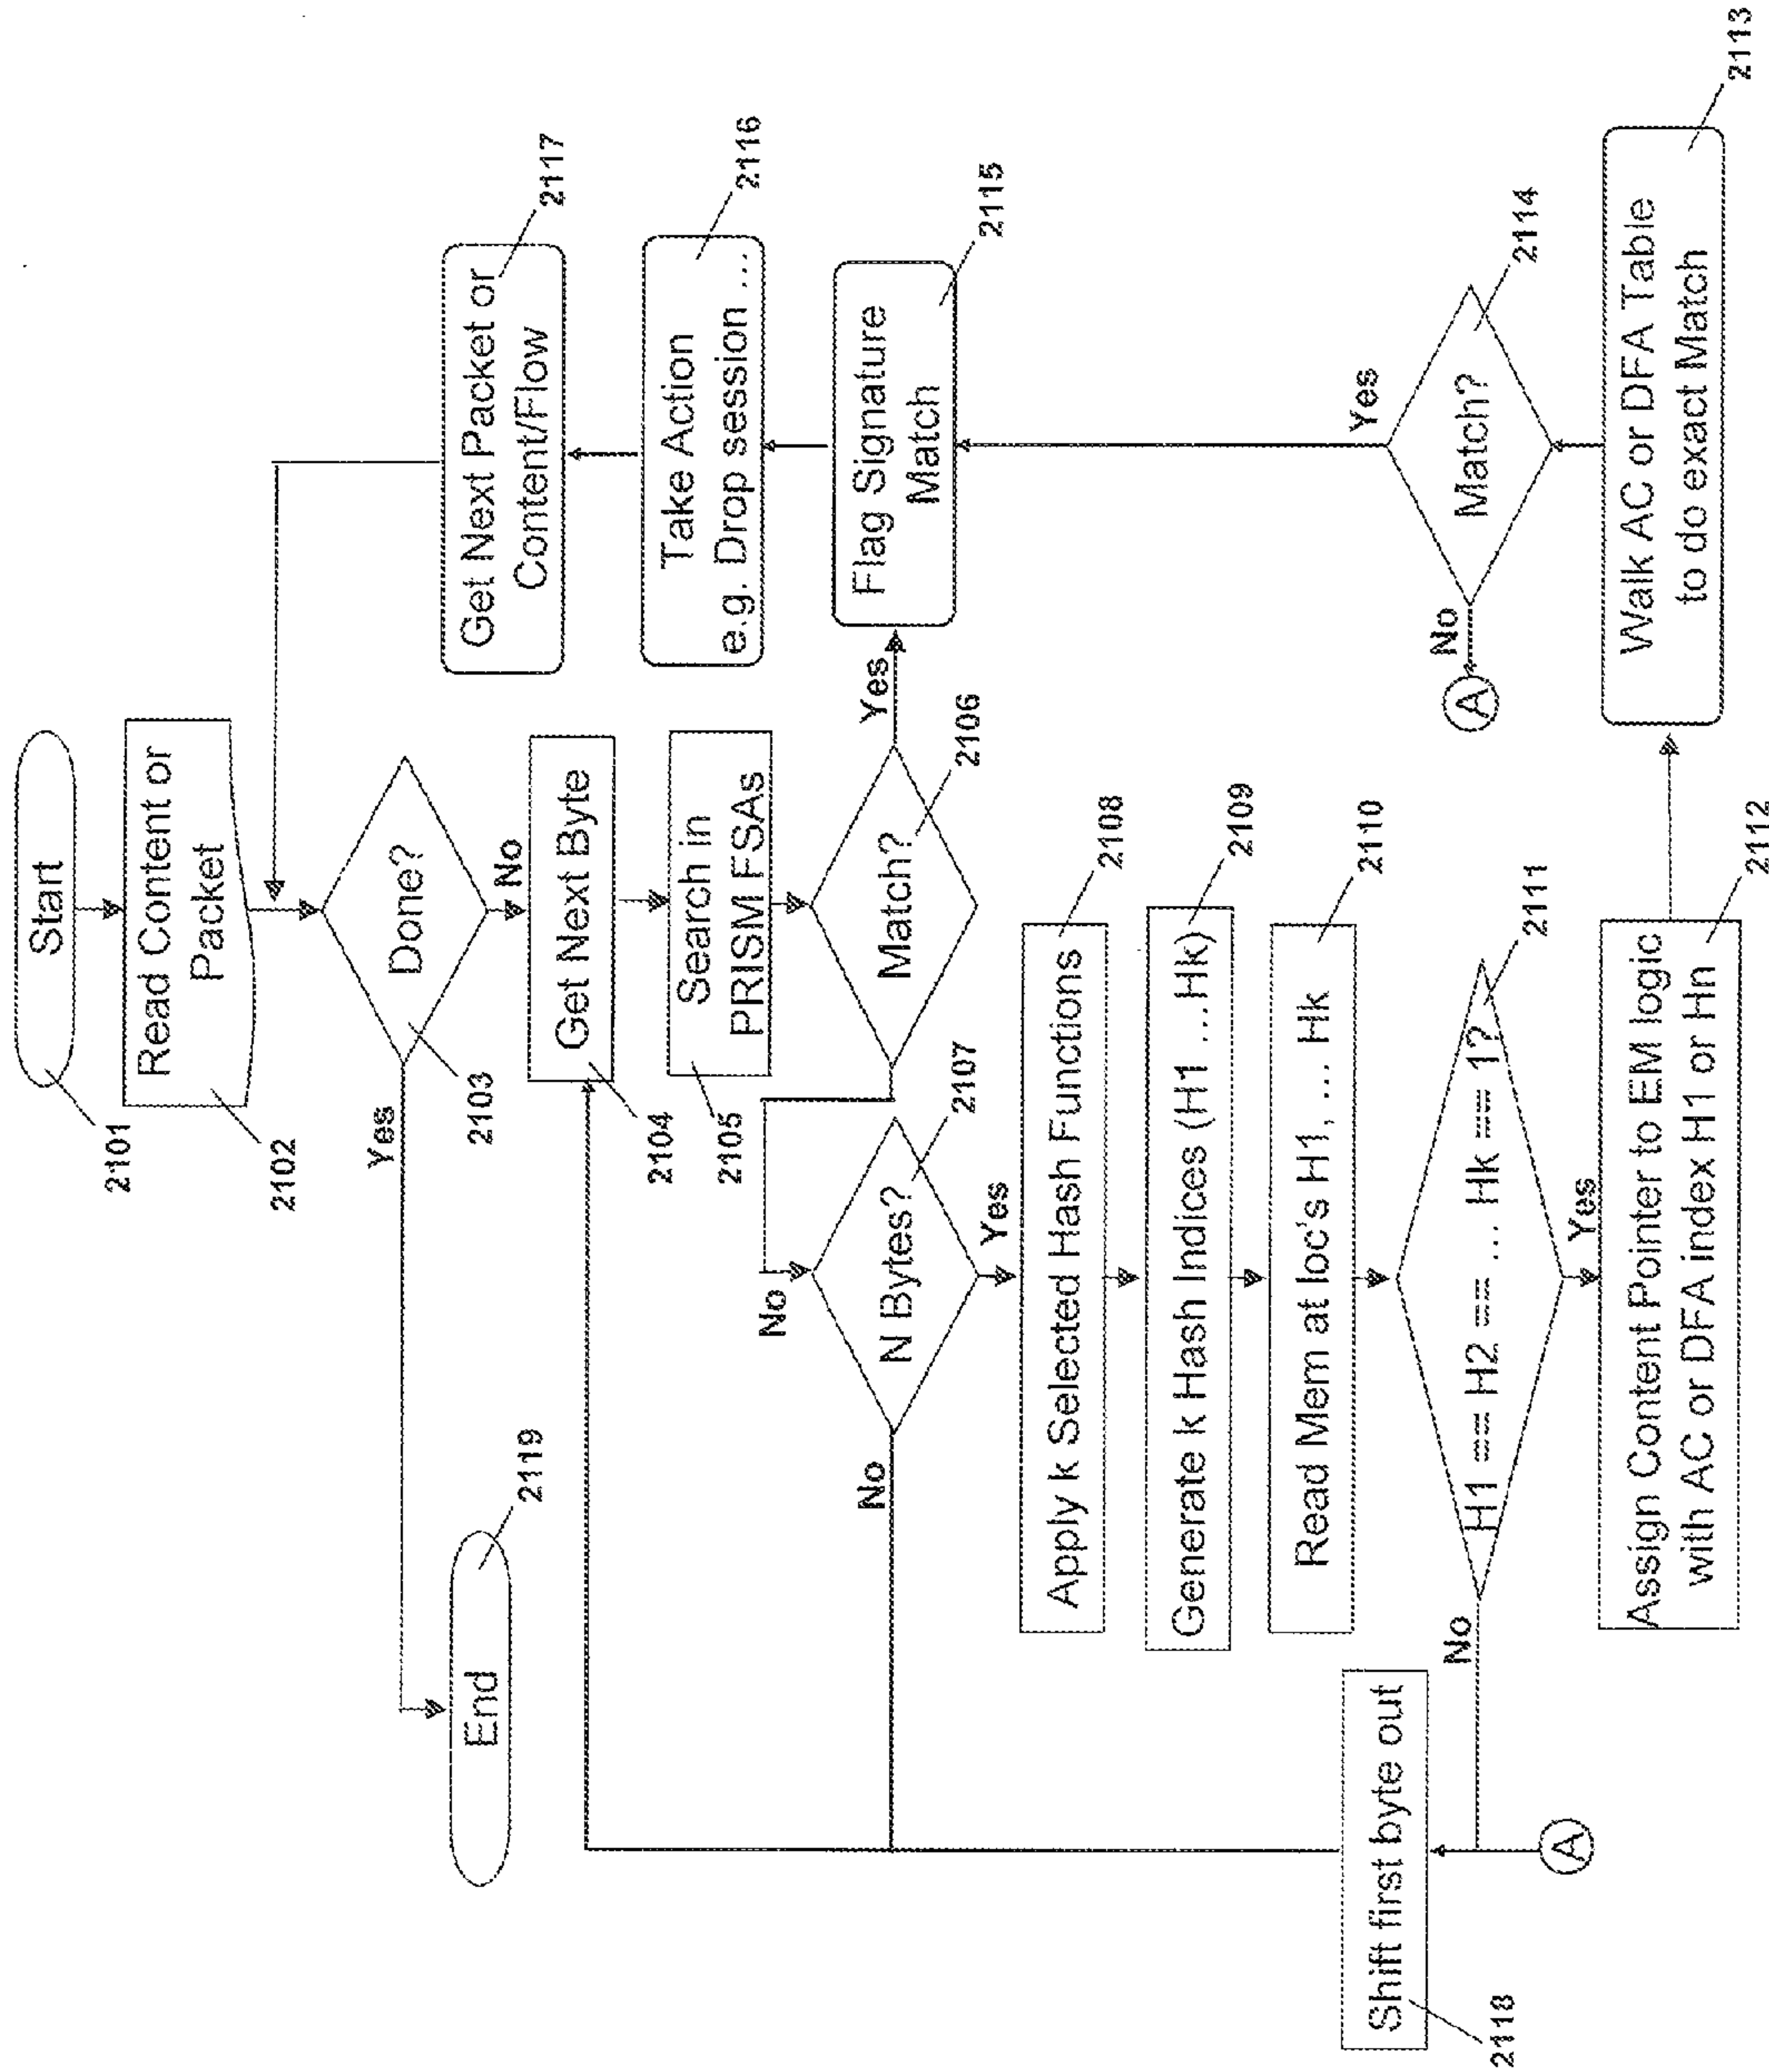 Start
2101
Read Content or
Packet
2102
Done?
2103
Yes
No
End
2119
Get Next Byte
2104
Search in
PRISM FSAs
2105
Match?
2106
Yes
No
N Bytes?
2107
No
Yes
Apply k Selected Hash Functions
2108
Generate k Hash Indices (H1 ...Hk)
2109
Read Mem at loc's H1, ... Hk
2110
H1 == H2 == ... Hk == 1?
2111
No
Yes
Shift first byte out
2118
A
Assign Content Pointer to EM logic
with AC or DFA index H1 or Hn
2112
Get Next Packet or
Content/Flow
2117
Take Action
e.g. Drop session ...
2116
Flag Signature
Match
2115
Yes
Match?
2114
No
A
Walk AC or DFA Table
to do exact Match
2113